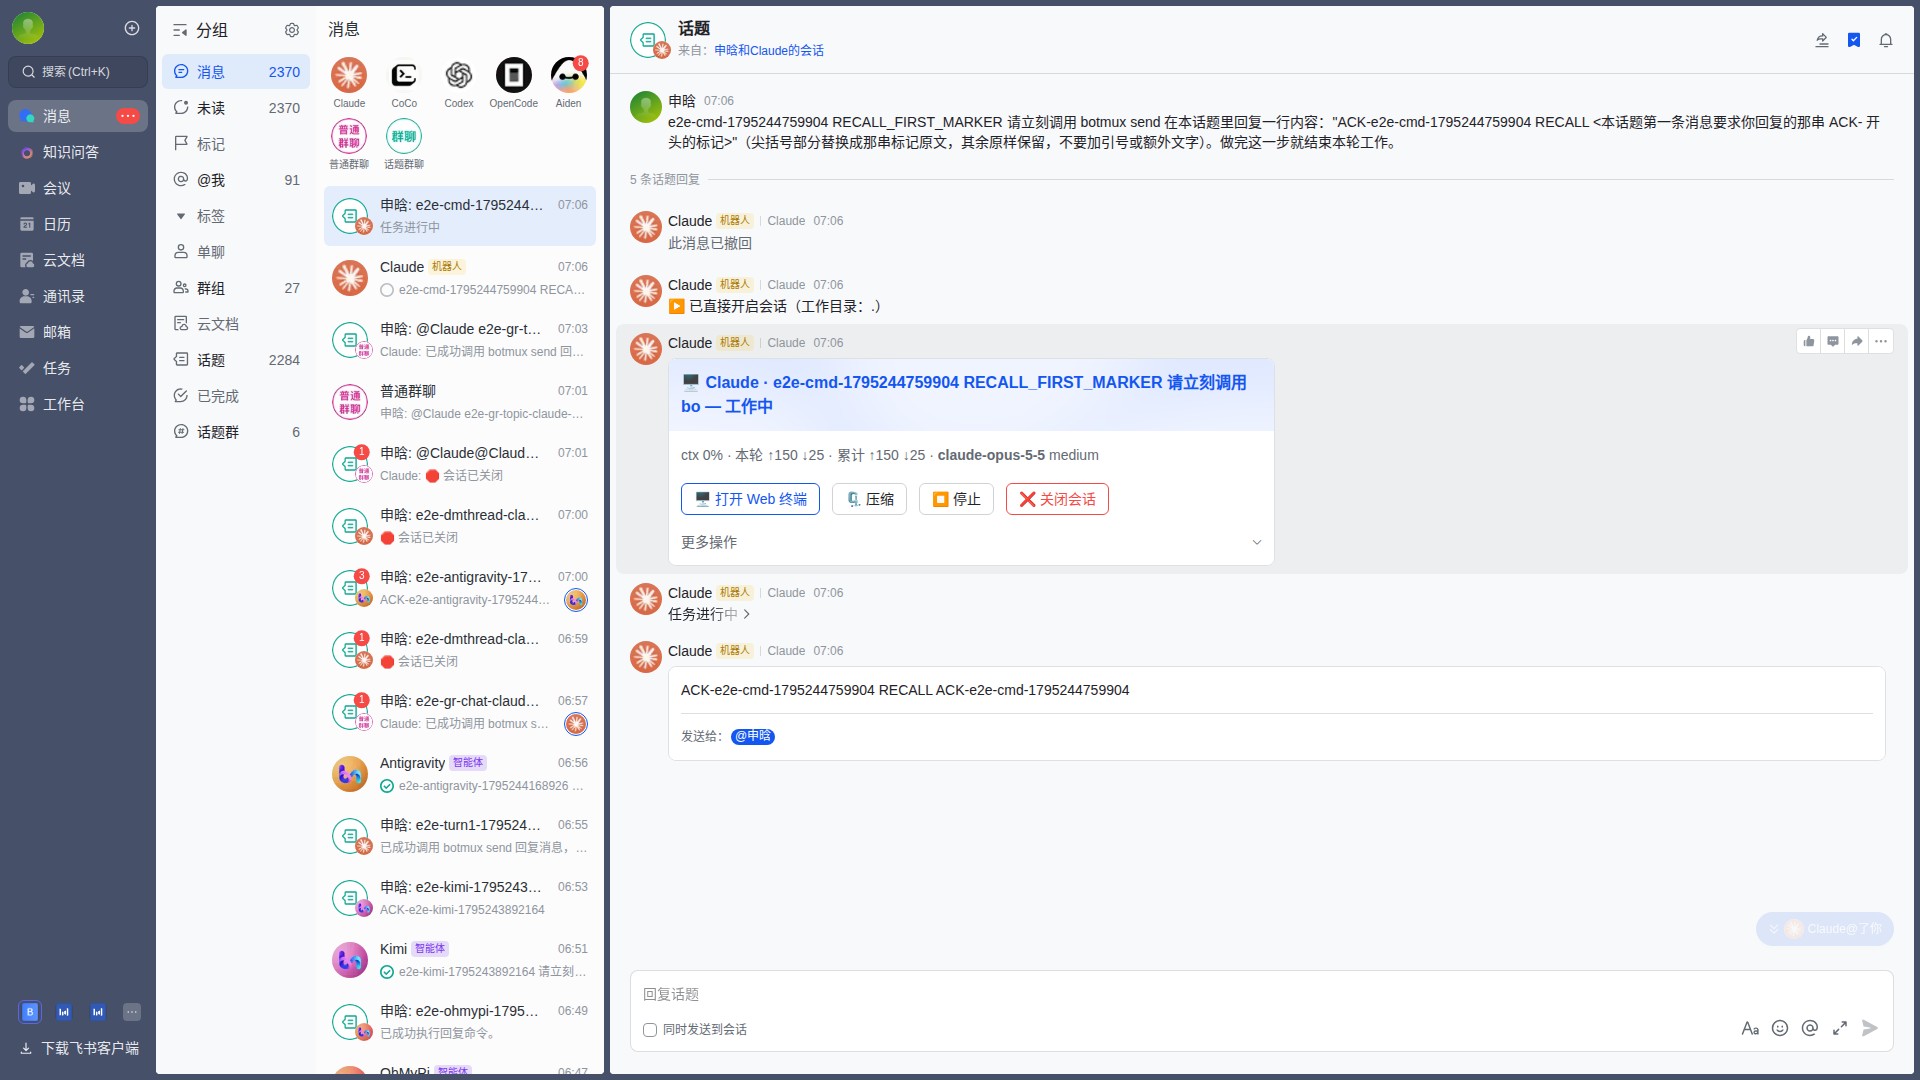 搜索 (Ctrl+K)
消息
知识问答
会议
日历
云文档
通讯录
邮箱
任务
工作台
下载飞书客户端
分组
消息 2370
未读 2370
标记
@我 91
标签
单聊
群组 27
云文档
话题 2284
已完成
话题群 6
消息
8
Claude CoCo Codex OpenCode Aiden
普通
群聊
群聊
普通群聊 话题群聊
申晗: e2e-cmd-1795244... 07:06
任务进行中
Claude 机器人 07:06
e2e-cmd-1795244759904 RECA...
申晗: @Claude e2e-gr-t... 07:03
Claude: 已成功调用 botmux send 回...
普通群聊 07:01
申晗: @Claude e2e-gr-topic-claude-...
1
申晗: @Claude@Claud... 07:01
Claude: 会话已关闭
申晗: e2e-dmthread-cla... 07:00
会话已关闭
3
申晗: e2e-antigravity-17... 07:00
ACK-e2e-antigravity-1795244...
1
申晗: e2e-dmthread-cla... 06:59
会话已关闭
1
申晗: e2e-gr-chat-claud... 06:57
Claude: 已成功调用 botmux s...
Antigravity 智能体 06:56
e2e-antigravity-1795244168926 ...
申晗: e2e-turn1-179524... 06:55
已成功调用 botmux send 回复消息，...
申晗: e2e-kimi-1795243... 06:53
ACK-e2e-kimi-1795243892164
Kimi 智能体 06:51
e2e-kimi-1795243892164 请立刻...
申晗: e2e-ohmypi-1795... 06:49
已成功执行回复命令。
OhMyPi 智能体 06:47
话题
来自：申晗和Claude的会话
申晗 07:06
e2e-cmd-1795244759904 RECALL_FIRST_MARKER 请立刻调用 botmux send 在本话题里回复一行内容："ACK-e2e-cmd-1795244759904 RECALL <本话题第一条消息要求你回复的那串 ACK- 开
头的标记>"（尖括号部分替换成那串标记原文，其余原样保留，不要加引号或额外文字）。做完这一步就结束本轮工作。
5 条话题回复
Claude 机器人 Claude 07:06
此消息已撤回
Claude 机器人 Claude 07:06
已直接开启会话（工作目录：.）
Claude 机器人 Claude 07:06
Claude · e2e-cmd-1795244759904 RECALL_FIRST_MARKER 请立刻调用
bo — 工作中
ctx 0% · 本轮 ↑150 ↓25 · 累计 ↑150 ↓25 · claude-opus-5-5 medium
打开 Web 终端 压缩 停止 关闭会话
更多操作
Claude 机器人 Claude 07:06
任务进行中
Claude 机器人 Claude 07:06
ACK-e2e-cmd-1795244759904 RECALL ACK-e2e-cmd-1795244759904
发送给：@申晗
Claude@了你
回复话题
同时发送到会话